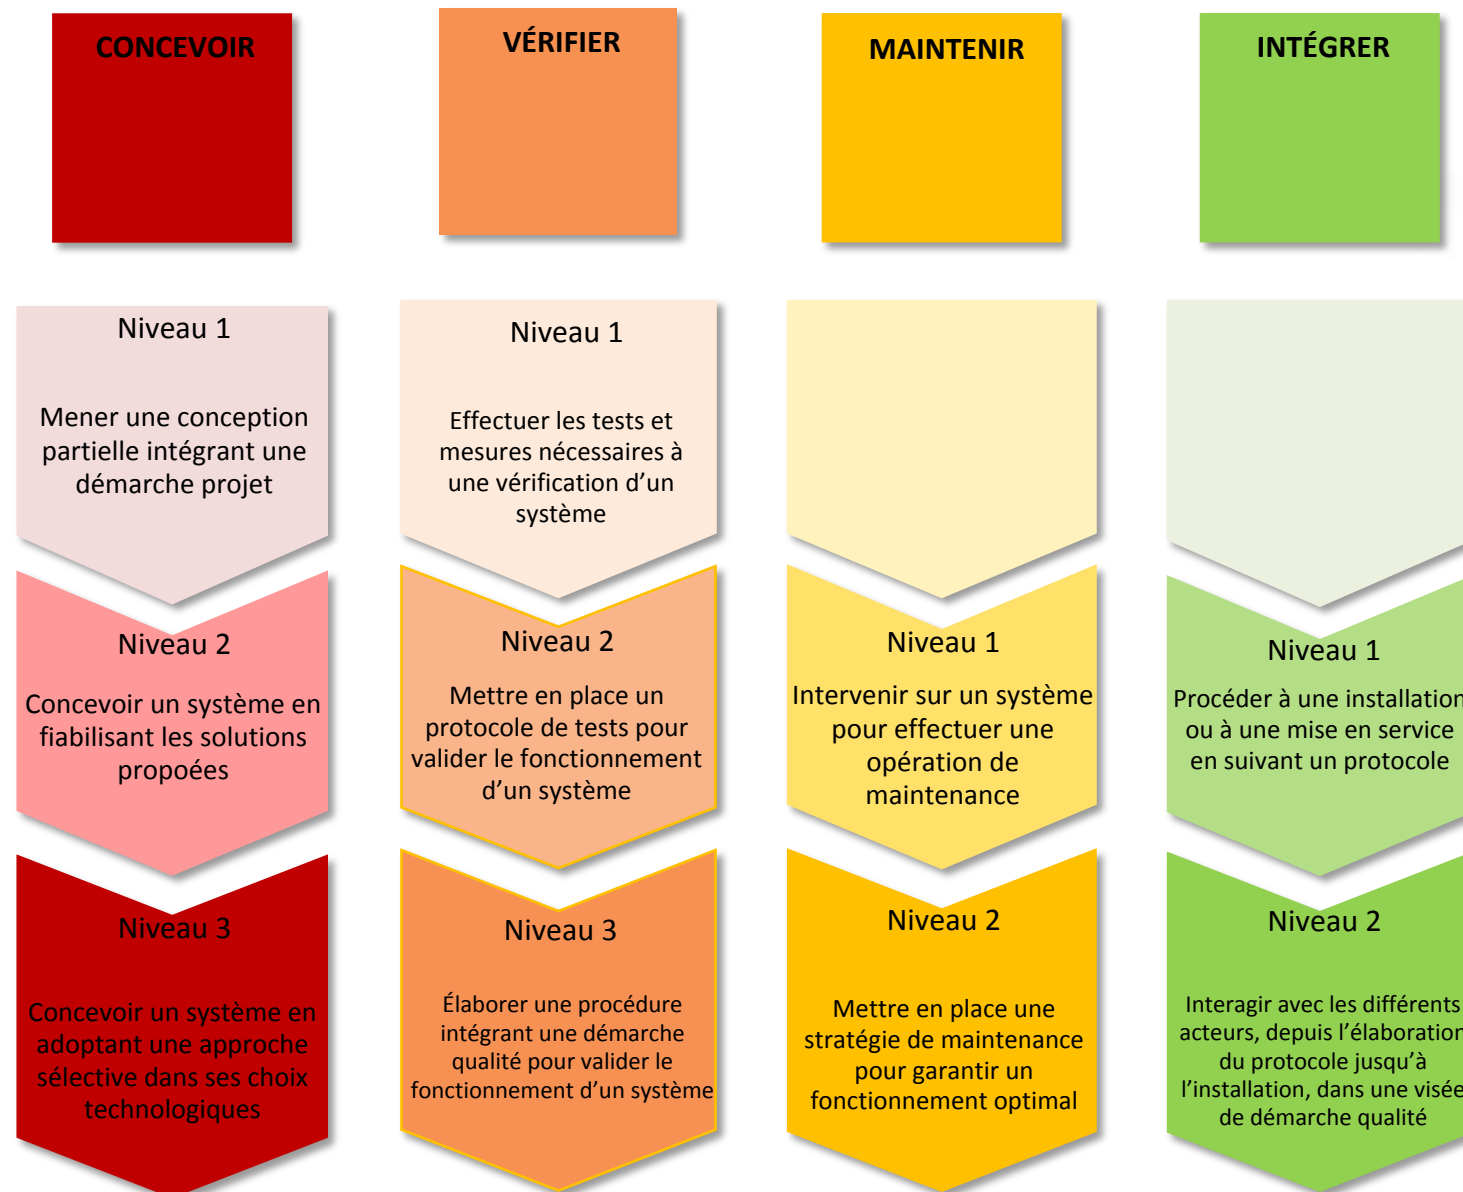 CONCEVOIR
VÉRIFIER
MAINTENIR
INTÉGRER
Niveau 1
Mener une conception
partielle intégrant une
démarche projet
Niveau 1
Effectuer les tests et
mesures nécessaires à
une vérification d’un
système
Niveau 2
Concevoir un système en
fiabilisant les solutions
propoées
Niveau 2
Mettre en place un
protocole de tests pour
valider le fonctionnement
d’un système
Niveau 1
Intervenir sur un système
pour effectuer une
opération de
maintenance
Niveau 1
Procéder à une installation
ou à une mise en service
en suivant un protocole
Niveau 3
Concevoir un système en
adoptant une approche
sélective dans ses choix
technologiques
Niveau 3
Élaborer une procédure
intégrant une démarche
qualité pour valider le
fonctionnement d’un système
Niveau 2
Mettre en place une
stratégie de maintenance
pour garantir un
fonctionnement optimal
Niveau 2
Interagir avec les différents
acteurs, depuis l’élaboration
du protocole jusqu’à
l’installation, dans une visée
de démarche qualité